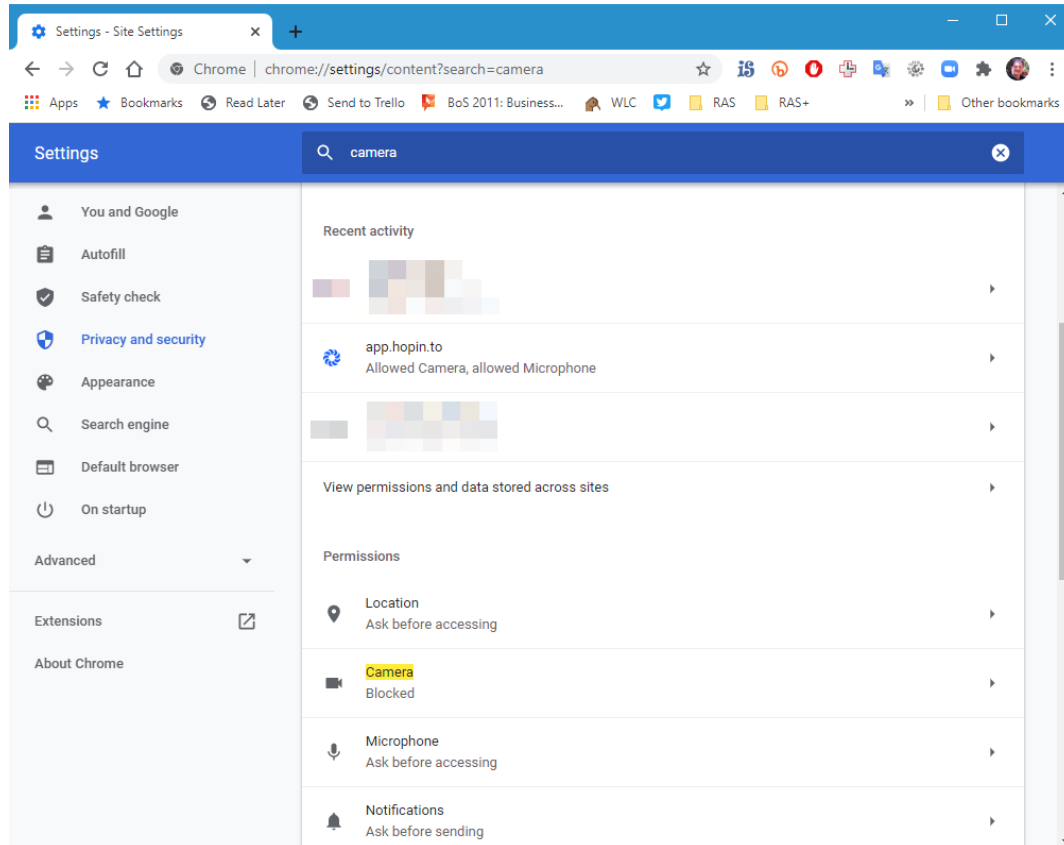 Settings - Site Settings
Chrome | chrome://settings/content?search=camera
Apps Bookmarks Read Later Send to Trello BoS 2011: Business... WLC RAS RAS+ » Other bookmarks
Settings
camera
You and Google
Autofill
Safety check
Privacy and security
Appearance
Search engine
Default browser
On startup
Advanced
Extensions
About Chrome
Recent activity
app.hopin.to
Allowed Camera, allowed Microphone
View permissions and data stored across sites
Permissions
Location
Ask before accessing
Camera
Blocked
Microphone
Ask before accessing
Notifications
Ask before sending